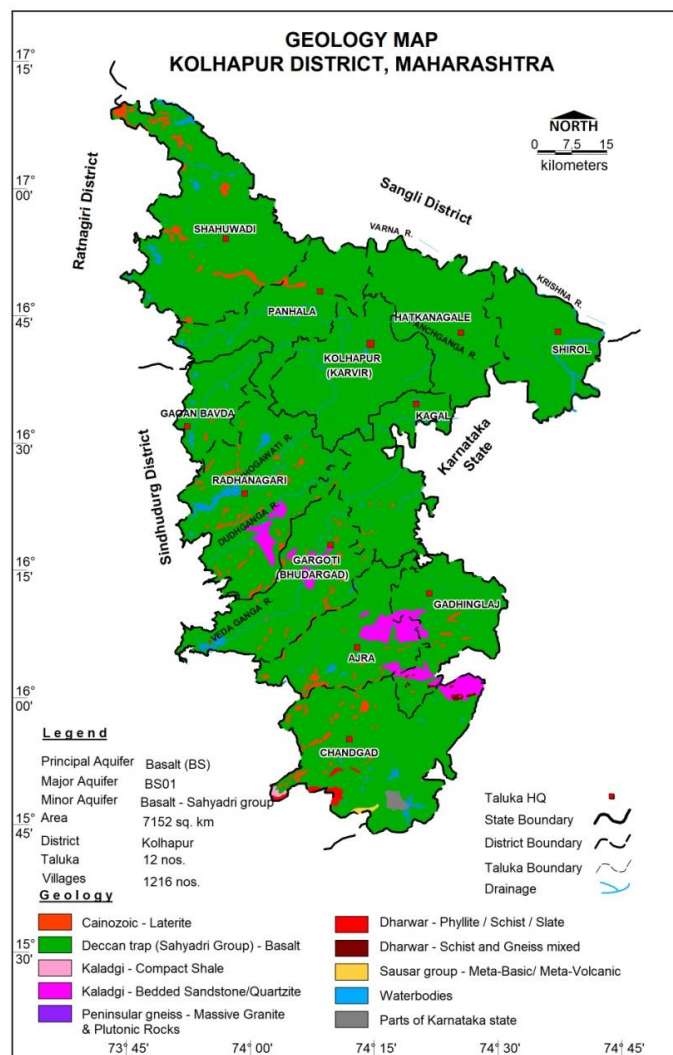 GEOLOGY MAP
KOLHAPUR DISTRICT, MAHARASHTRA
17° 15'
NORTH
0 7.5 15
kilometers
17° 00'
Ratnagiri District
Sangli District
SHAHUWADI
VARNA R.
KRISHNA R.
16° 45'
PANHALA
HATKANAGALE
ANCHGANGA R.
SHIROL
KOLHAPUR
(KARVIR)
GAGAN BAVDA
KAGAL
16° 30'
Karnataka
State
Sindhudurg District
HOGAWATI R.
RADHANAGARI
DUDHGANGA R.
16° 15'
GARGOTI
(BHUDARGAD)
GADHINGLAJ
VEDA GANGA R.
AJRA
16° 00'
CHANDGAD
Legend
Principal Aquifer Basalt (BS)
Major Aquifer BS01
Minor Aquifer Basalt - Sahyadri group
Area 7152 sq. km
District Kolhapur
Taluka 12 nos.
Villages 1216 nos.
15° 45'
Taluka HQ
State Boundary
District Boundary
Taluka Boundary
Drainage
Geology
Cainozoic - Laterite
Deccan trap (Sahyadri Group) - Basalt
Kaladgi - Compact Shale
Kaladgi - Bedded Sandstone/Quartzite
Peninsular gneiss - Massive Granite
& Plutonic Rocks
Dharwar - Phyllite / Schist / Slate
Dharwar - Schist and Gneiss mixed
Sausar group - Meta-Basic/ Meta-Volcanic
Waterbodies
Parts of Karnataka state
15° 30'
73° 45' 74° 00' 74° 15' 74° 30' 74° 45'